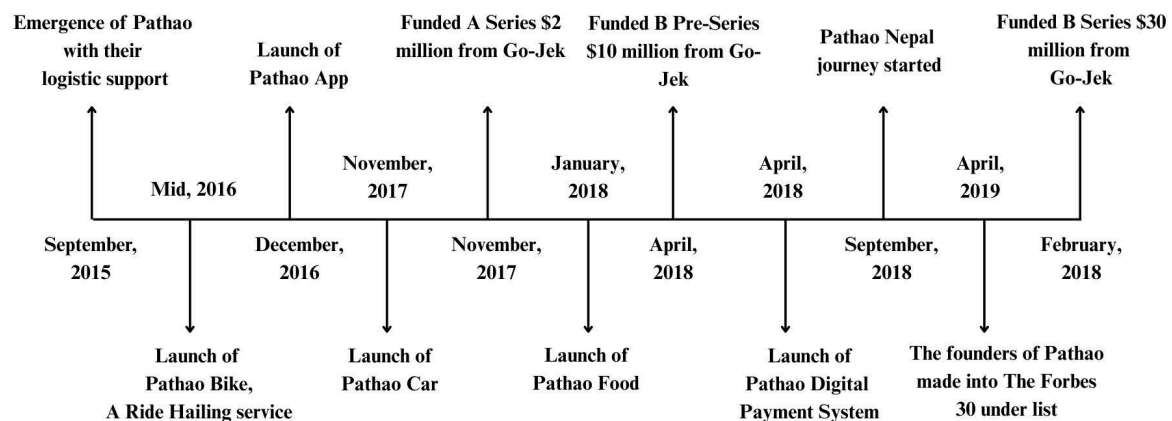 Emergence of Pathao
with their
logistic support
Launch of
Pathao App
Funded A Series $2
million from Go-Jek
Funded B Pre-Series
$10 million from Go-
Jek
Pathao Nepal
journey started
Funded B Series $30
million from
Go-Jek
Mid, 2016
November,
2017
January,
2018
April,
2018
April,
2019
September,
2015
December,
2016
November,
2017
April,
2018
September,
2018
February,
2018
Launch of
Pathao Bike,
A Ride Hailing service
Launch of
Pathao Car
Launch of
Pathao Food
Launch of
Pathao Digital
Payment System
The founders of Pathao
made into The Forbes
30 under list